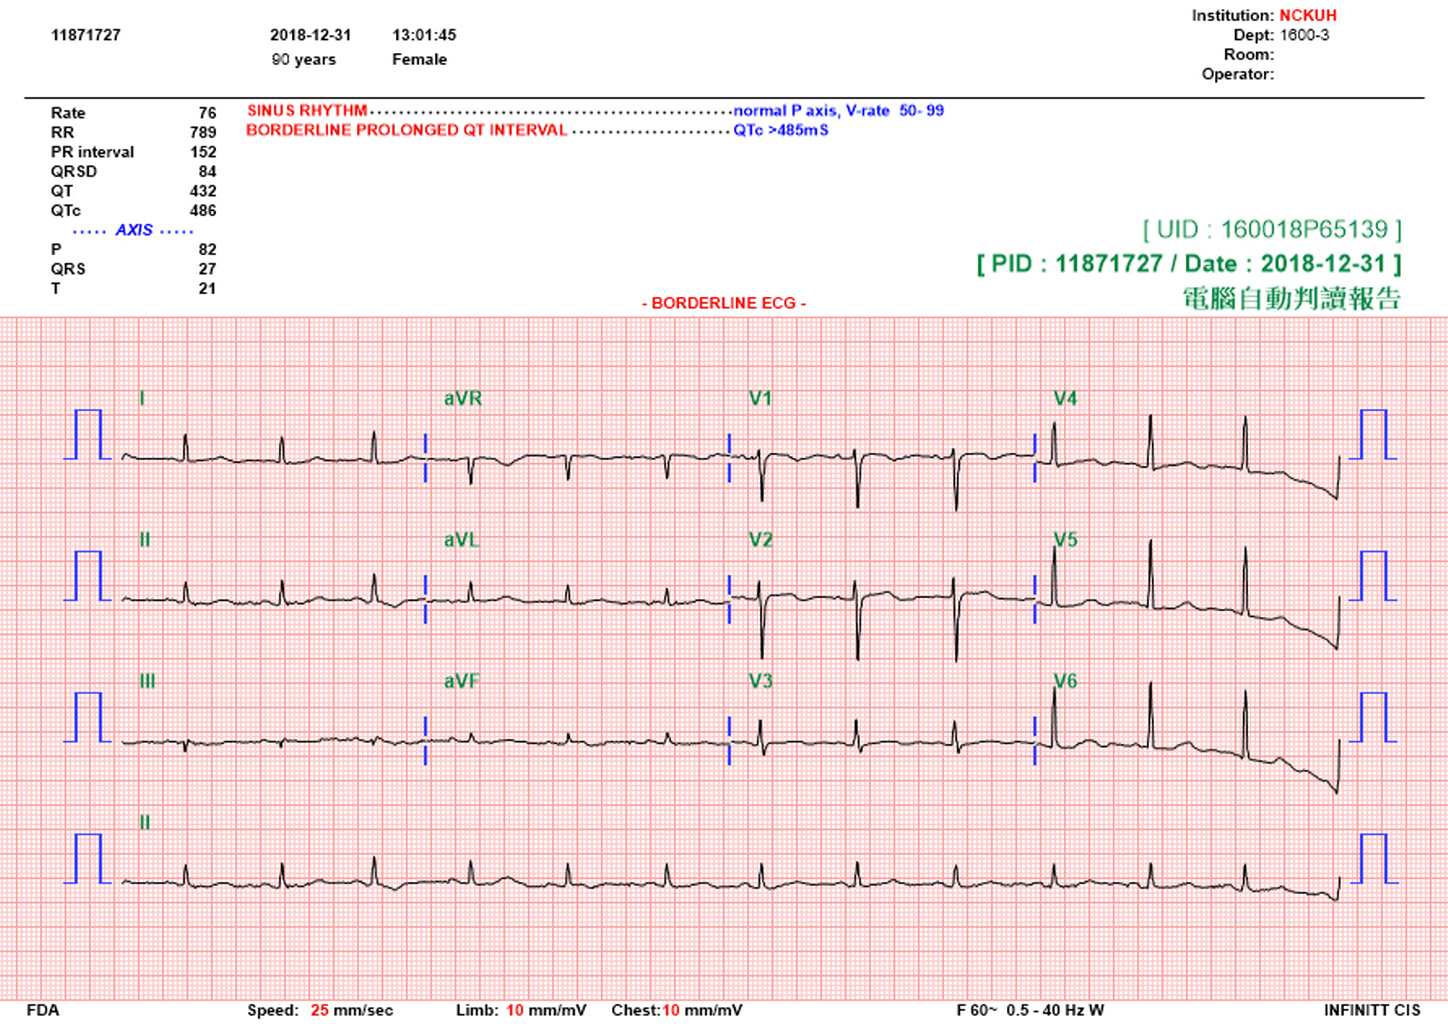 Institution: NCKUH
11871727 2018-12-31 13:01:45 Dept: 1600-3
90 years Female Room:
Operator:
Rate 76 SINUS RHYTHM normal P axis, V-rate 50- 99
RR 789 BORDERLINE PROLONGED QT INTERVAL QTc >485mS
PR interval 152
QRSD 84
QT 432
QTc 486
AXIS
[ UID : 160018P65139 ]
P 82
QRS 27
[ PID : 11871727 / Date : 2018-12-31 ]
T 21
電腦自動判讀報告
- BORDERLINE ECG -
I aVR V1 V4
II aVL V2 V5
III aVF V3 V6
II
FDA Speed: 25 mm/sec Limb: 10 mm/mV Chest:10 mm/mV F 60~ 0.5 - 40 Hz W INFINITT CIS